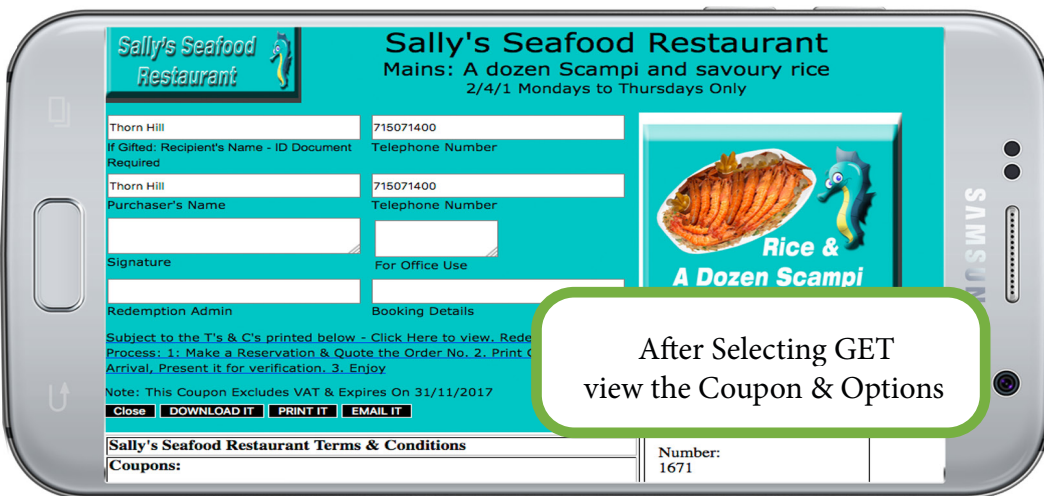 Sally's Seafood
Restaurant
Sally's Seafood Restaurant
Mains: A dozen Scampi and savoury rice
2/4/1 Mondays to Thursdays Only
Thorn Hill
715071400
If Gifted: Recipient's Name - ID Document
Required
Telephone Number
Thorn Hill
715071400
Purchaser's Name
Telephone Number
Signature
For Office Use
Redemption Admin
Booking Details
Rice &
A Dozen Scampi
SAMSUN
Subject to the T's & C's printed below - Click Here to view.
Process: 1: Make a Reservation & Quote the Order No. 2. Print
Arrival, Present it for verification. 3. Enjoy
Note: This Coupon Excludes VAT & Expires On 31/11/2017
Close DOWNLOAD IT PRINT IT EMAIL IT
After Selecting GET
view the Coupon & Options
Sally's Seafood Restaurant Terms & Conditions
Coupons:
Number:
1671